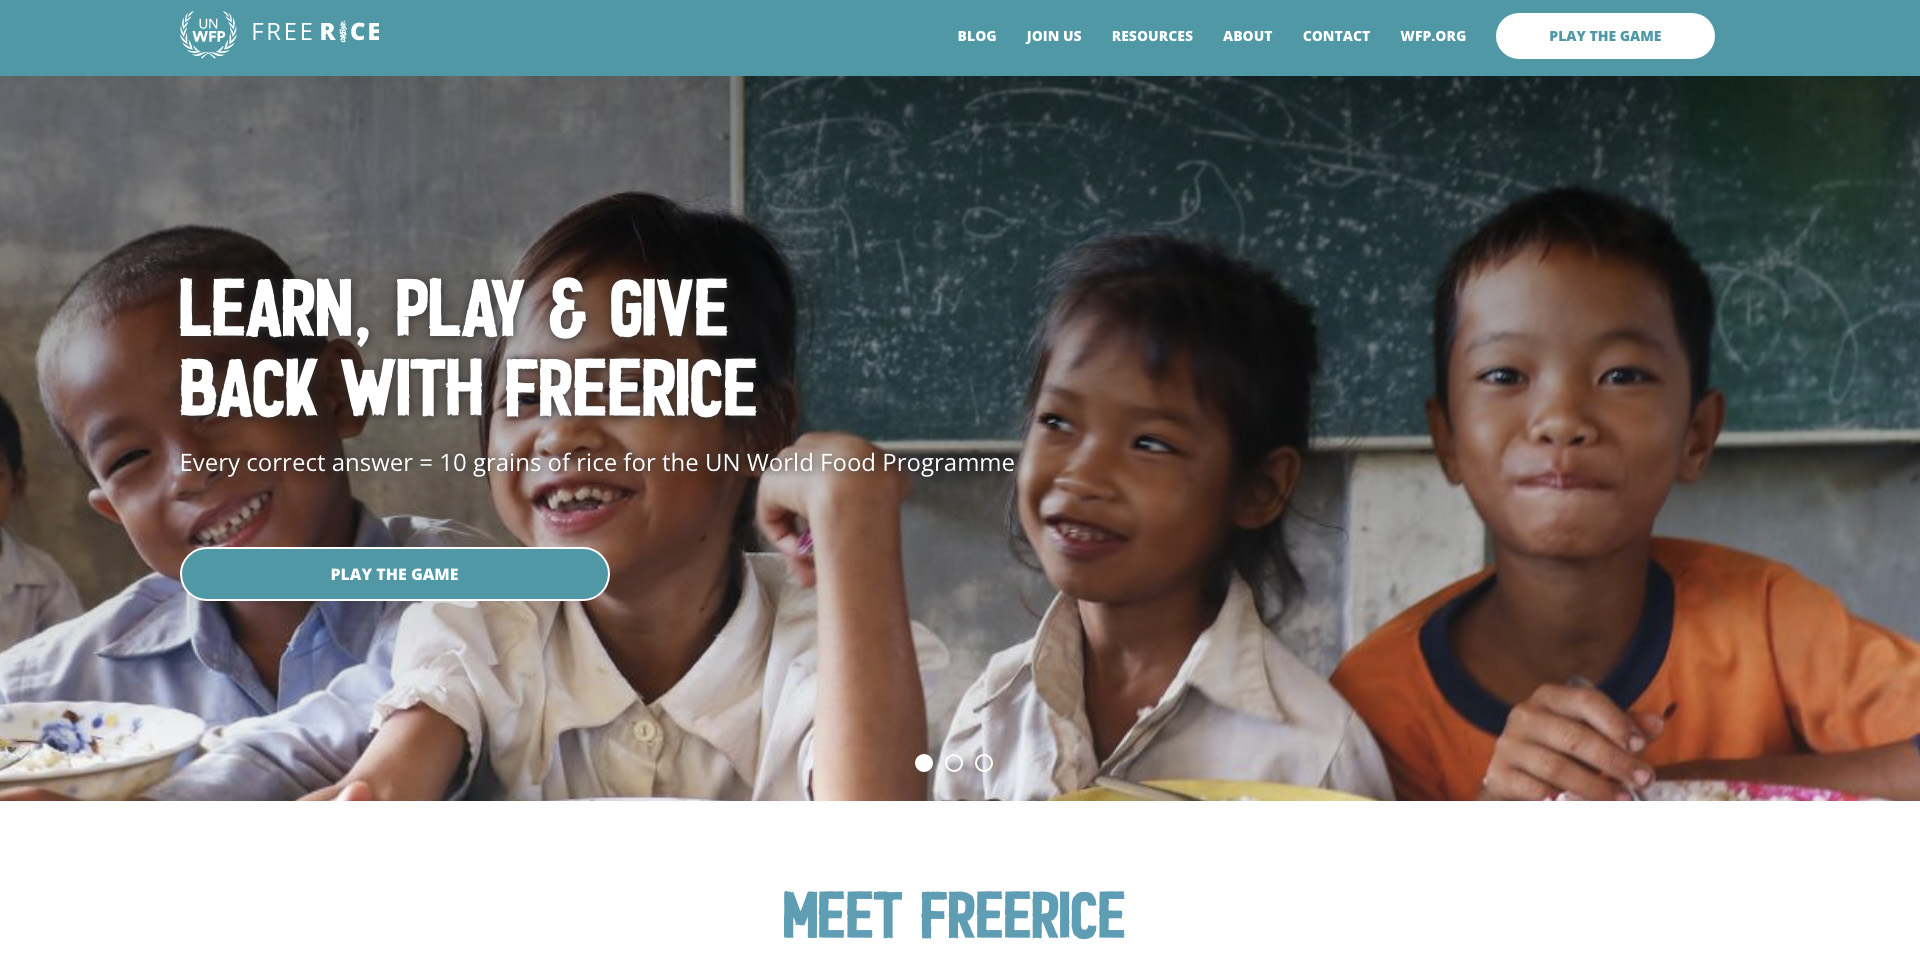 UN
WFP
FREE RICE
BLOG
JOIN US
RESOURCES
ABOUT
CONTACT
WFP.ORG
PLAY THE GAME
LEARN, PLAY & GIVE
BACK WITH FREERICE
Every correct answer = 10 grains of rice for the UN World Food Programme
PLAY THE GAME
MEET FREERICE